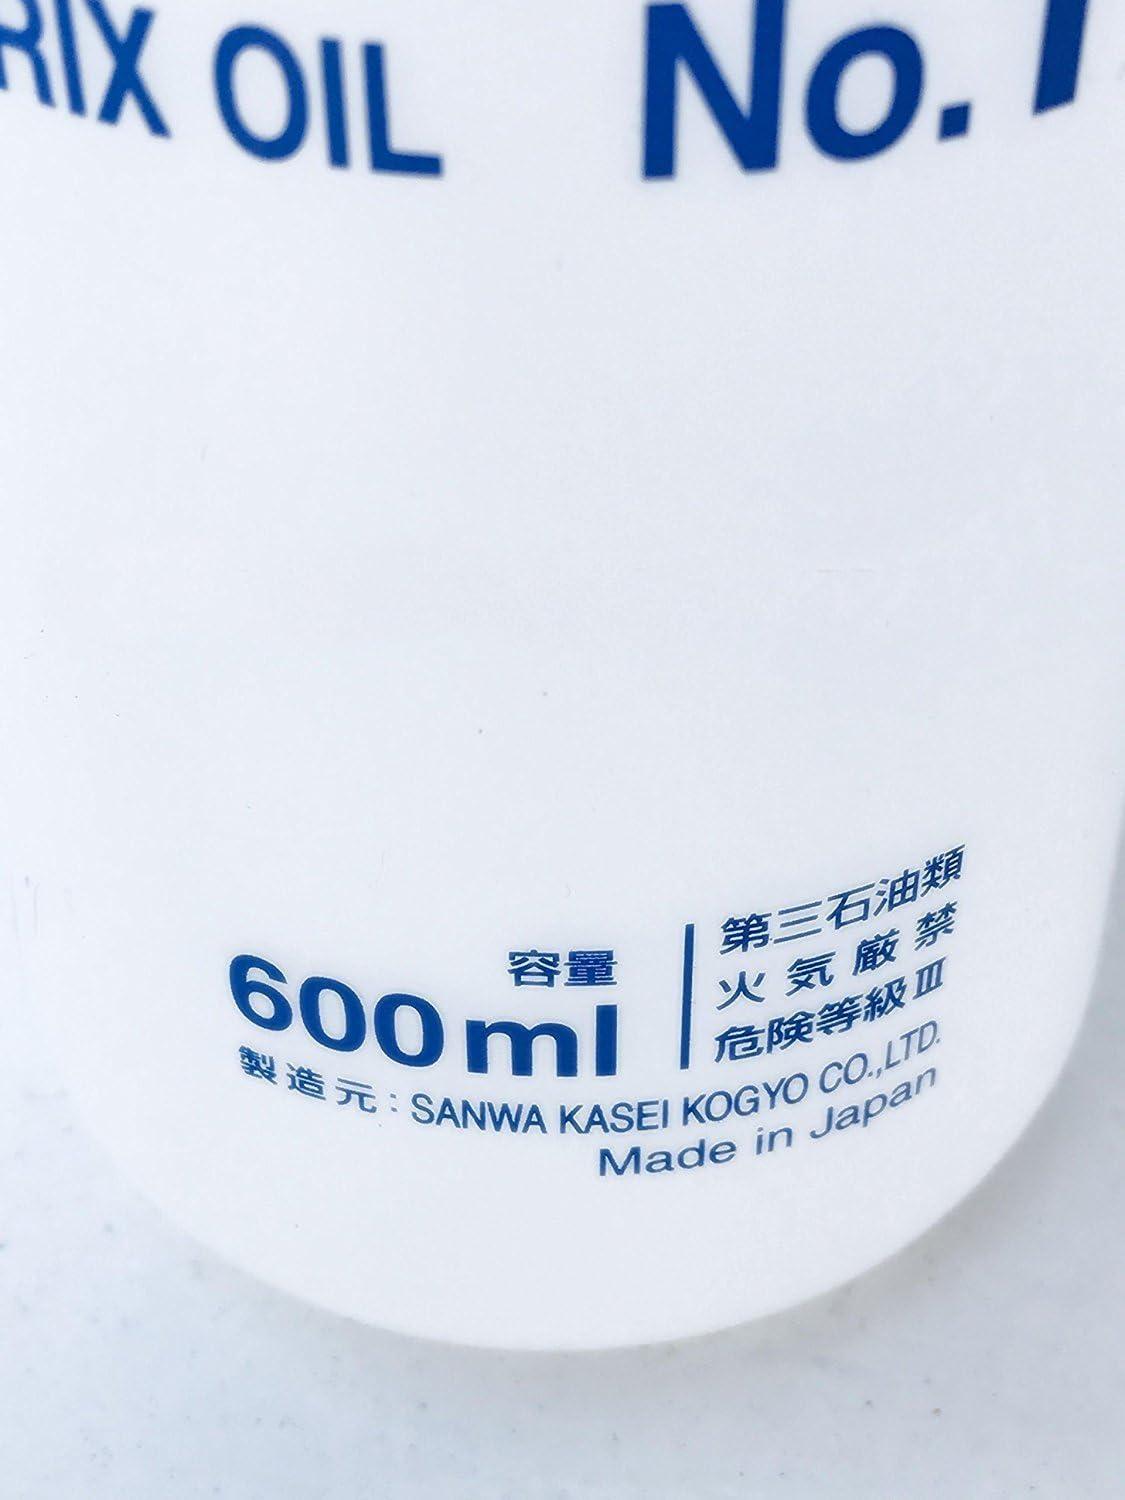 OIL No.
容量
600ml
第三石油類
火気厳禁
危険等級Ⅲ
製造元:SANWA KASEI KOGYO CO.,LTD.
Made in Japan